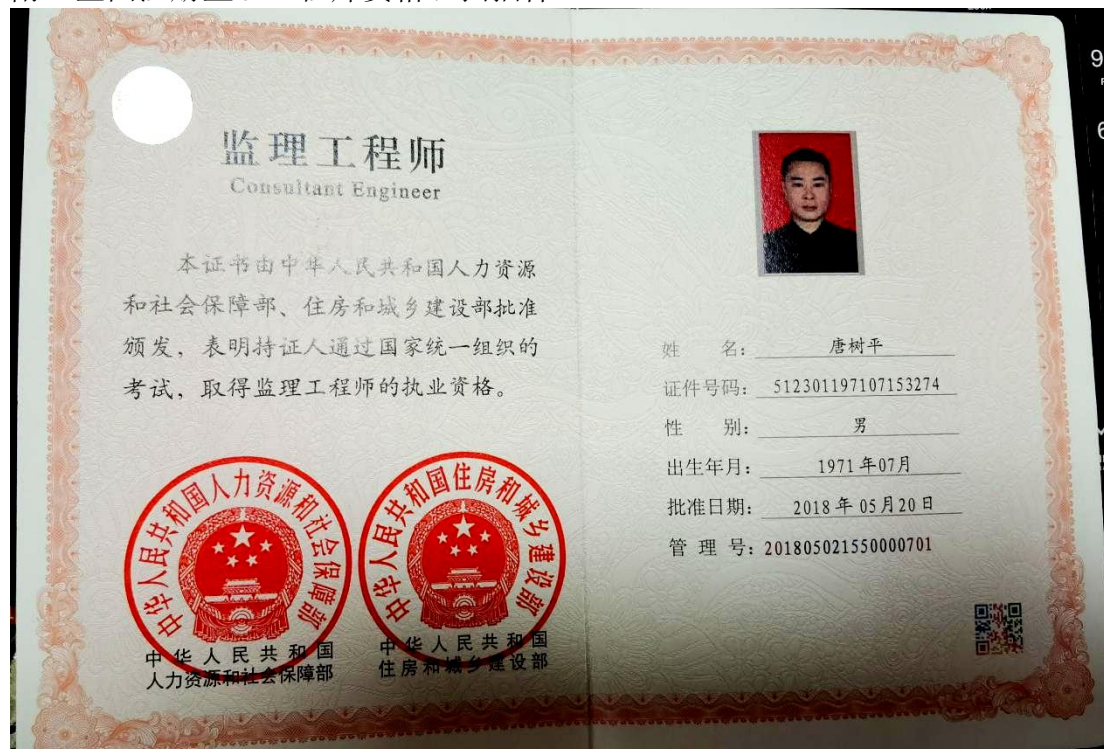 监理工程师
Consultant Engineer
本证书由中华人民共和国人力资源
和社会保障部、住房和城乡建设部批准
颁发，表明持证人通过国家统一组织的
考试，取得监理工程师的执业资格。
中华人民共和国人力资源和社会保障部
中华人民共和国住房和城乡建设部
中华人民共和国
人力资源和社会保障部
中华人民共和国
住房和城乡建设部
姓 名：唐树平
证件号码：512301197107153274
性 别：男
出生年月：1971年07月
批准日期：2018年05月20日
管 理 号：201805021550000701